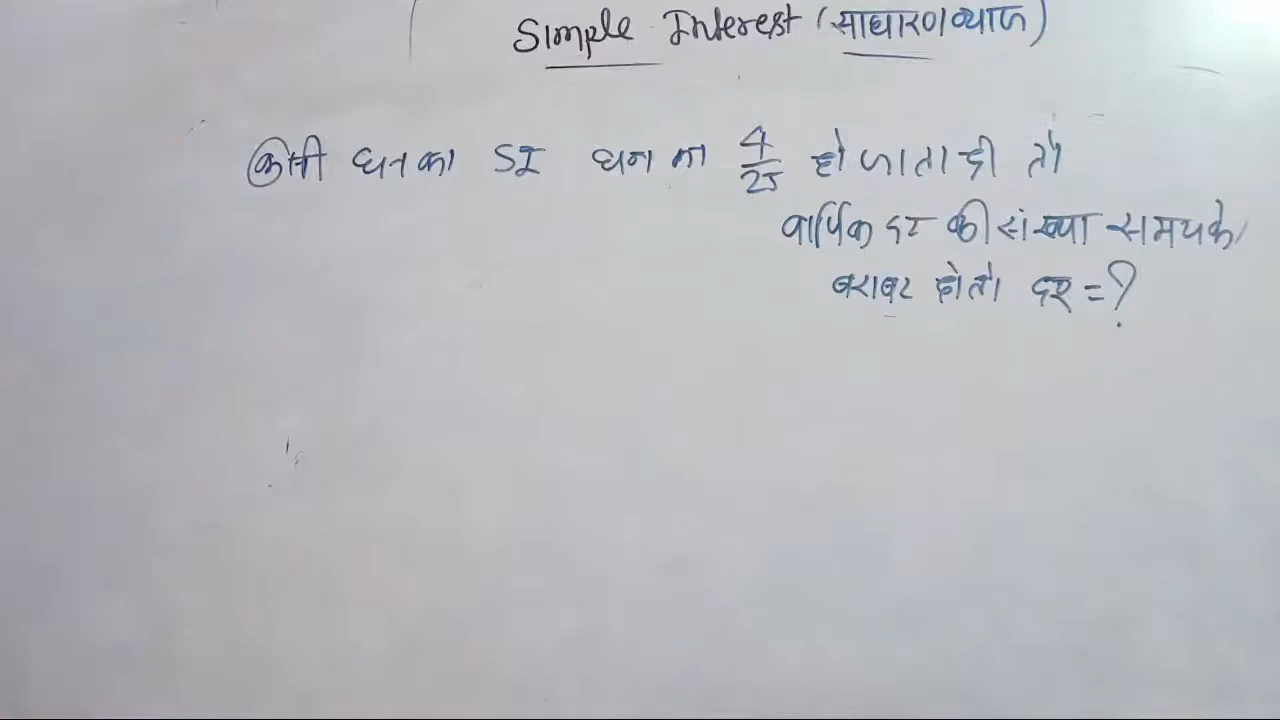 Simple Interest (साधारण व्याज)
किसी धन का SI धन का 4/25 हो जाता है तो
वार्षिक दर की संख्या समय के
बराबर हो तो दर = ?